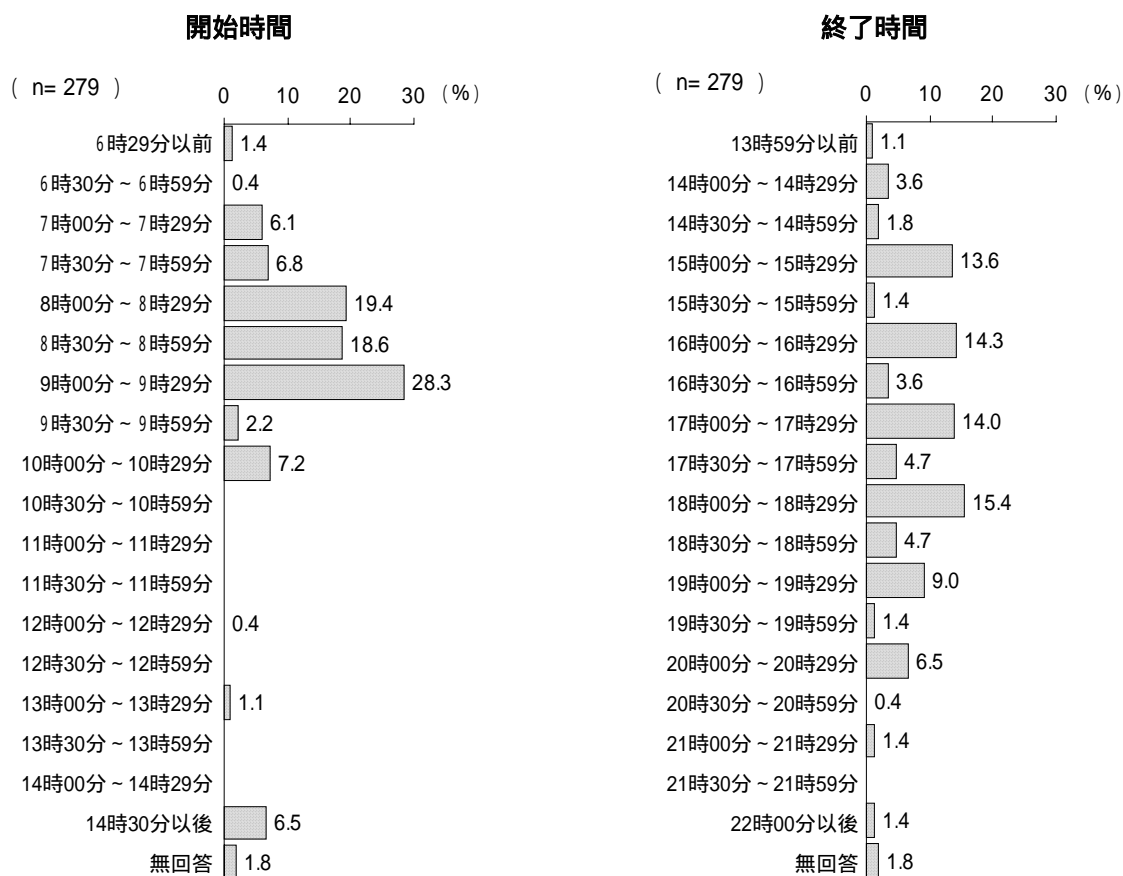 開始時間
( n= 279 )
0 10 20 30 (%)
6時29分以前 1.4
6時30分~6時59分 0.4
7時00分~7時29分 6.1
7時30分~7時59分 6.8
8時00分~8時29分 19.4
8時30分~8時59分 18.6
9時00分~9時29分 28.3
9時30分~9時59分 2.2
10時00分~10時29分 7.2
10時30分~10時59分
11時00分~11時29分
11時30分~11時59分
12時00分~12時29分 0.4
12時30分~12時59分
13時00分~13時29分 1.1
13時30分~13時59分
14時00分~14時29分
14時30分以後 6.5
無回答 1.8
終了時間
( n= 279 )
0 10 20 30 (%)
13時59分以前 1.1
14時00分~14時29分 3.6
14時30分~14時59分 1.8
15時00分~15時29分 13.6
15時30分~15時59分 1.4
16時00分~16時29分 14.3
16時30分~16時59分 3.6
17時00分~17時29分 14.0
17時30分~17時59分 4.7
18時00分~18時29分 15.4
18時30分~18時59分 4.7
19時00分~19時29分 9.0
19時30分~19時59分 1.4
20時00分~20時29分 6.5
20時30分~20時59分 0.4
21時00分~21時29分 1.4
21時30分~21時59分
22時00分以後 1.4
無回答 1.8